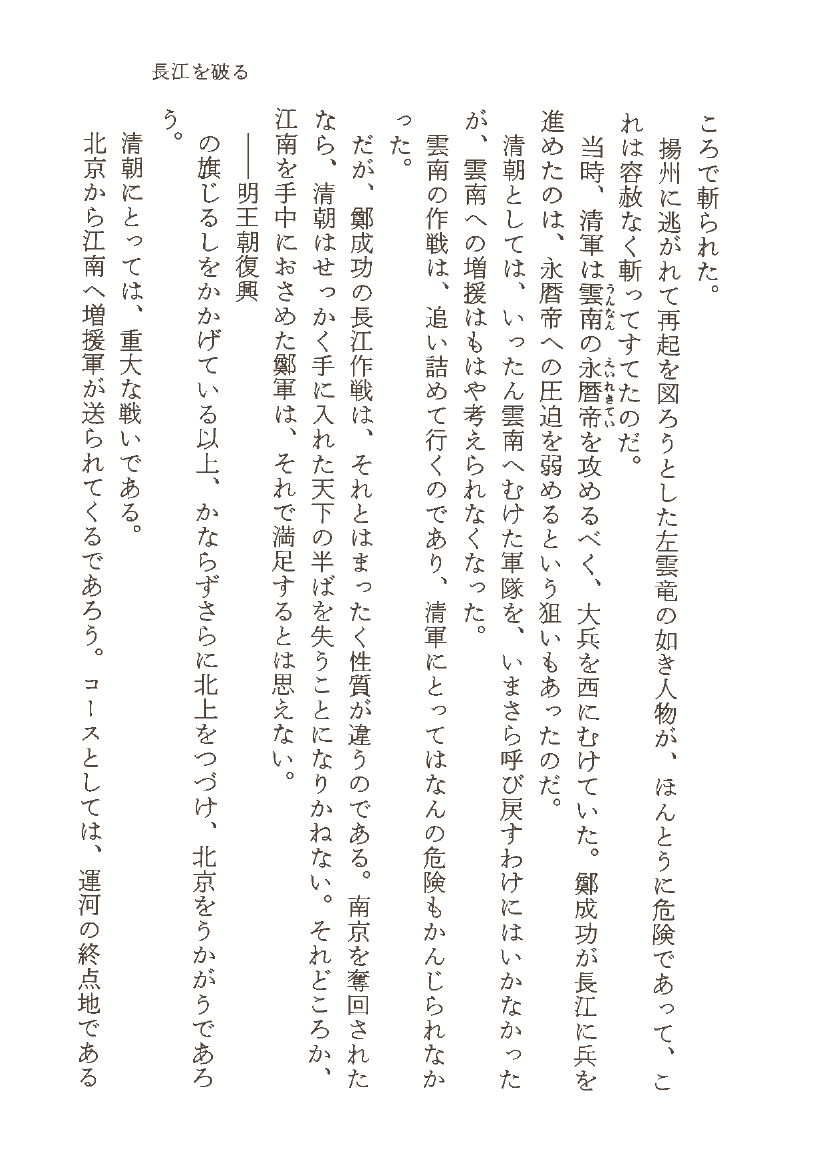 長江を破る
ころで斬られた。
揚州に逃がれて再起を図ろうとした左雲竜の如き人物が、ほんとうに危険であって、こ
れは容赦なく斬ってすてたのだ。
当時、清軍は雲南の永暦帝を攻めるべく、大兵を西にむけていた。鄭成功が長江に兵を
うんなん えいれきてい
進めたのは、永暦帝への圧迫を弱めるという狙いもあったのだ。
清朝としては、いったん雲南へむけた軍隊を、いまさら呼び戻すわけにはいかなかった
が、雲南への増援はもはや考えられなくなった。
雲南の作戦は、追い詰めて行くのであり、清軍にとってはなんの危険もかんじられなか
った。
だが、鄭成功の長江作戦は、それとはまったく性質が違うのである。南京を奪回された
なら、清朝はせっかく手に入れた天下の半ばを失うことになりかねない。それどころか、
江南を手中におさめた鄭軍は、それで満足するとは思えない。
――明王朝復興
の旗じるしをかかげている以上、かならずさらに北上をつづけ、北京をうかがうであろ
う。
清朝にとっては、重大な戦いである。
北京から江南へ増援軍が送られてくるであろう。コースとしては、運河の終点地である